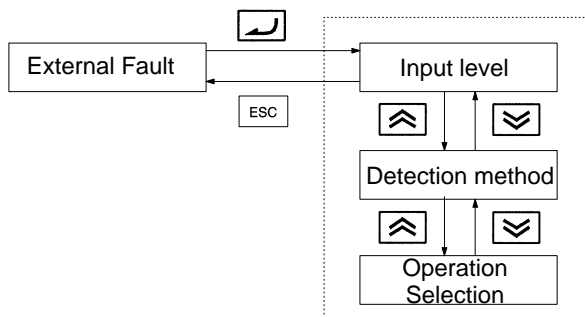 External Fault
Input level
ESC
Detection method
Operation
Selection